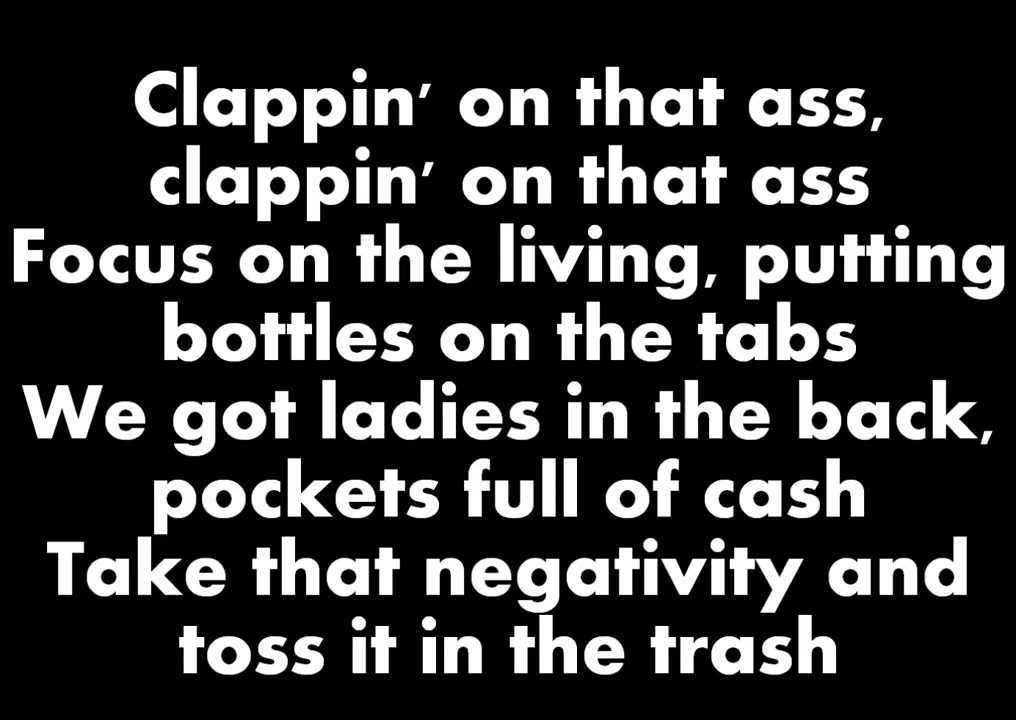 Clappin' on that ass,
clappin' on that ass
Focus on the living, putting
bottles on the tabs
We got ladies in the back,
pockets full of cash
Take that negativity and
toss it in the trash